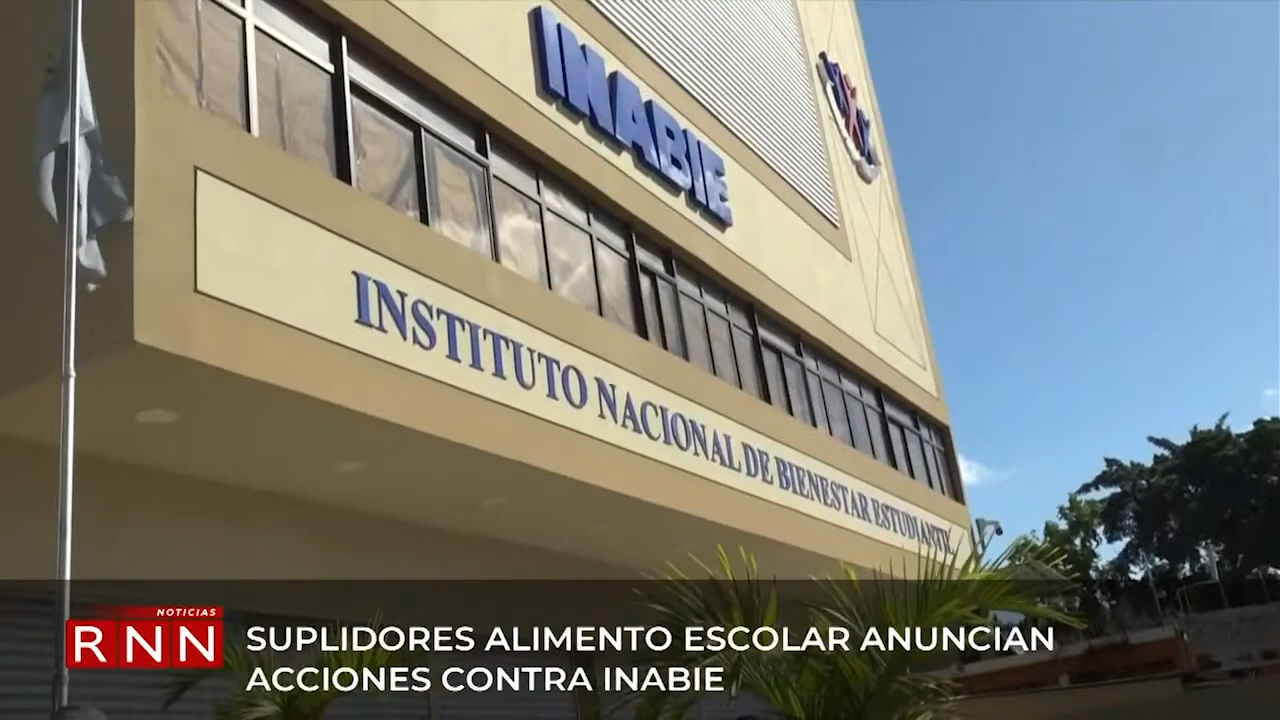 INABIE
INSTITUTO NACIONAL DE BIENESTAR ESTUDIANTIL
NOTICIAS
RNN
SUPLIDORES ALIMENTO ESCOLAR ANUNCIAN
ACCIONES CONTRA INABIE